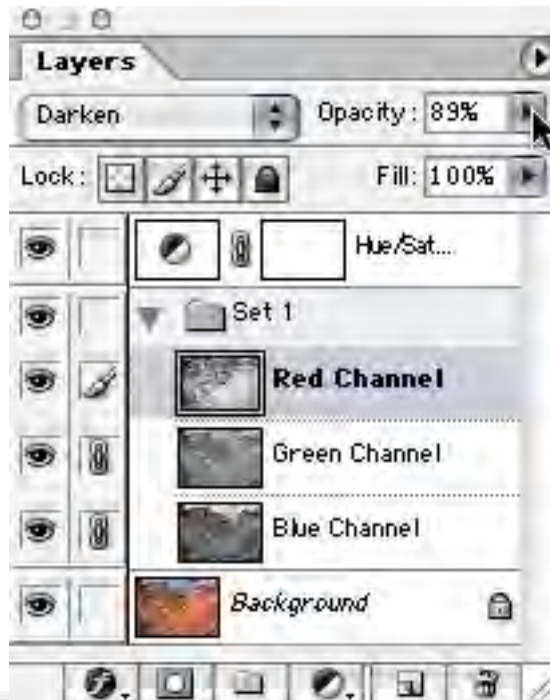 Layers
Darken Opacity: 89%
Lock: Fill: 100%
Hue/Sat...
Set 1
Red Channel
Green Channel
Blue Channel
Background